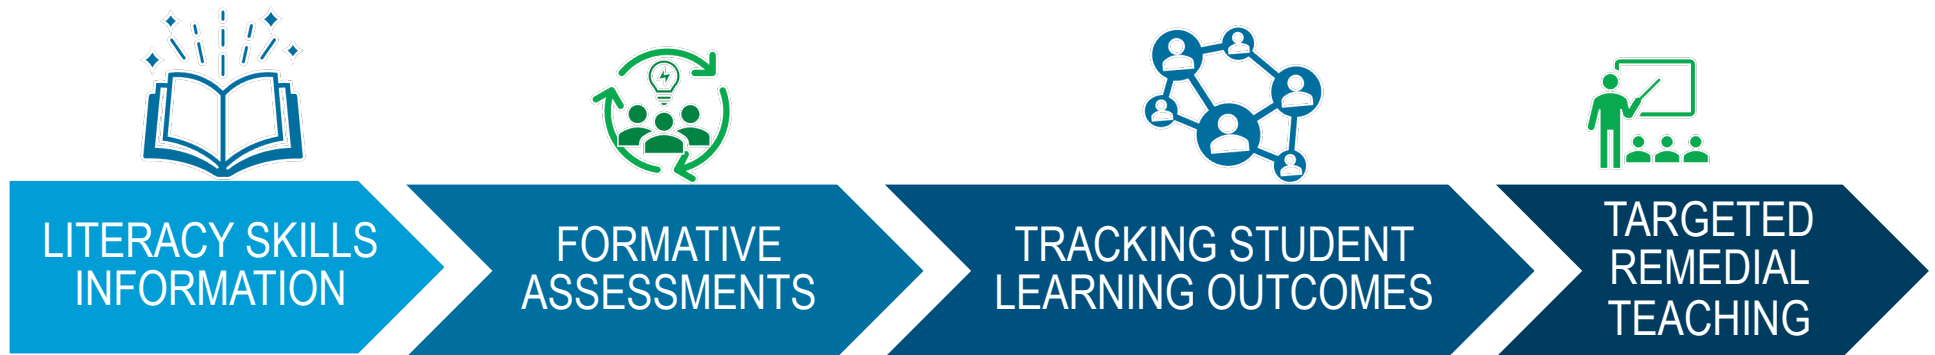 LITERACY SKILLS
INFORMATION
FORMATIVE
ASSESSMENTS
TRACKING STUDENT
LEARNING OUTCOMES
TARGETED
REMEDIAL
TEACHING